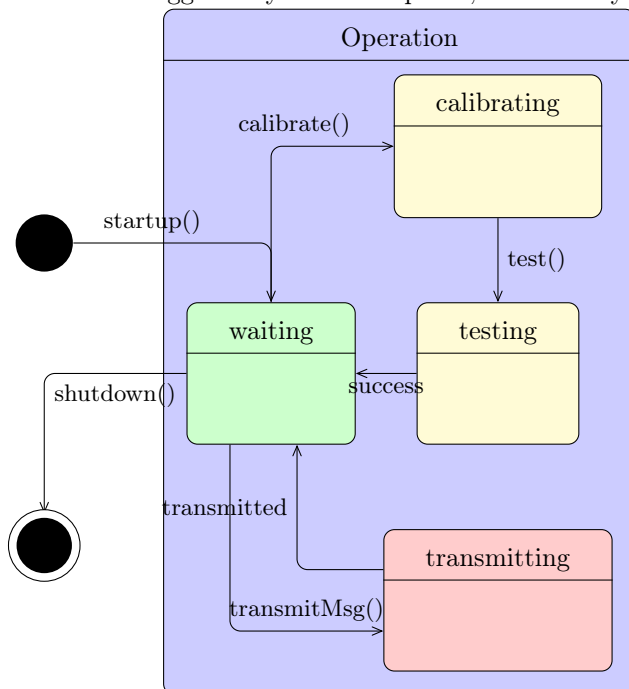 Operation
calibrating
calibrate()
startup()
test()
waiting
testing
shutdown()
success
transmitted
transmitting
transmitMsg()